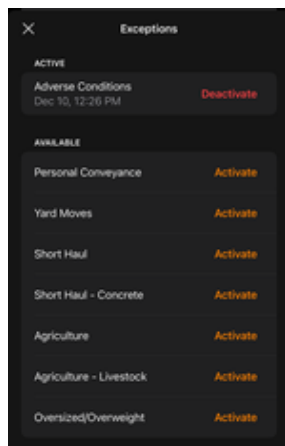 Exceptions
ACTIVE
Adverse Conditions
Dec 10, 12:26 PM
Deactivate
AVAILABLE
Personal Conveyance Activate
Yard Moves Activate
Short Haul Activate
Short Haul - Concrete Activate
Agriculture Activate
Agriculture - Livestock Activate
Oversized/Overweight Activate